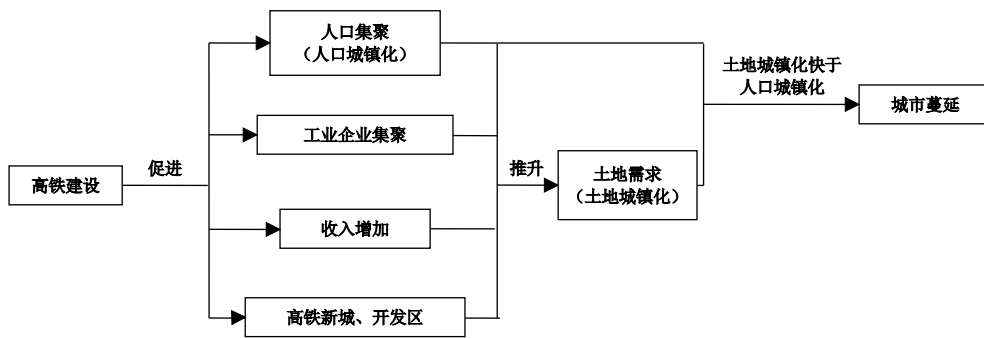 人口集聚
（人口城镇化）
土地城镇化快于
人口城镇化
城市蔓延
工业企业集聚
促进
推升
土地需求
（土地城镇化）
高铁建设
收入增加
高铁新城、开发区